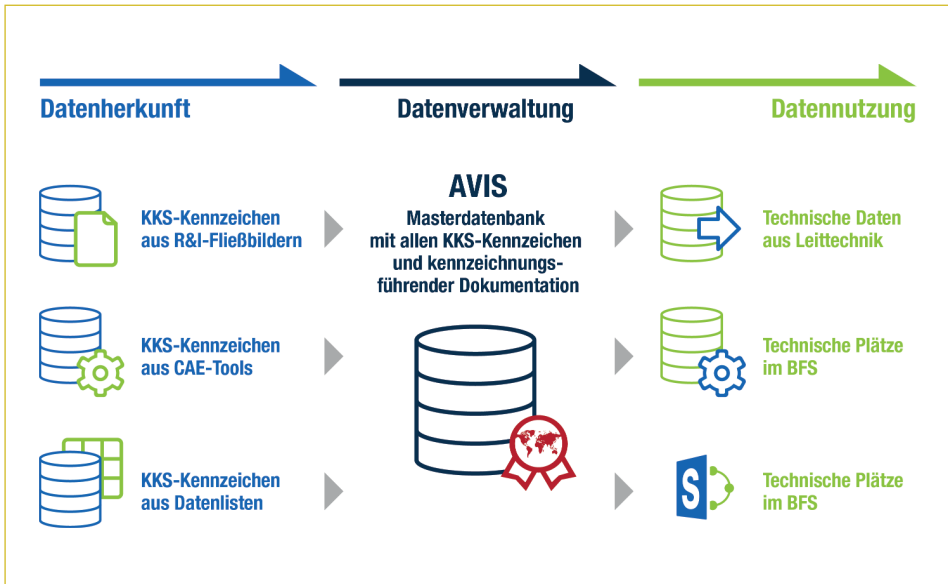 Datenherkunft
Datenverwaltung
Datennutzung
KKS-Kennzeichen
aus R&I-Fließbildern
AVIS
Masterdatenbank
mit allen KKS-Kennzeichen
und kennzeichnungs-
führender Dokumentation
Technische Daten
aus Leittechnik
KKS-Kennzeichen
aus CAE-Tools
Technische Plätze
im BFS
KKS-Kennzeichen
aus Datenlisten
S
Technische Plätze
im BFS